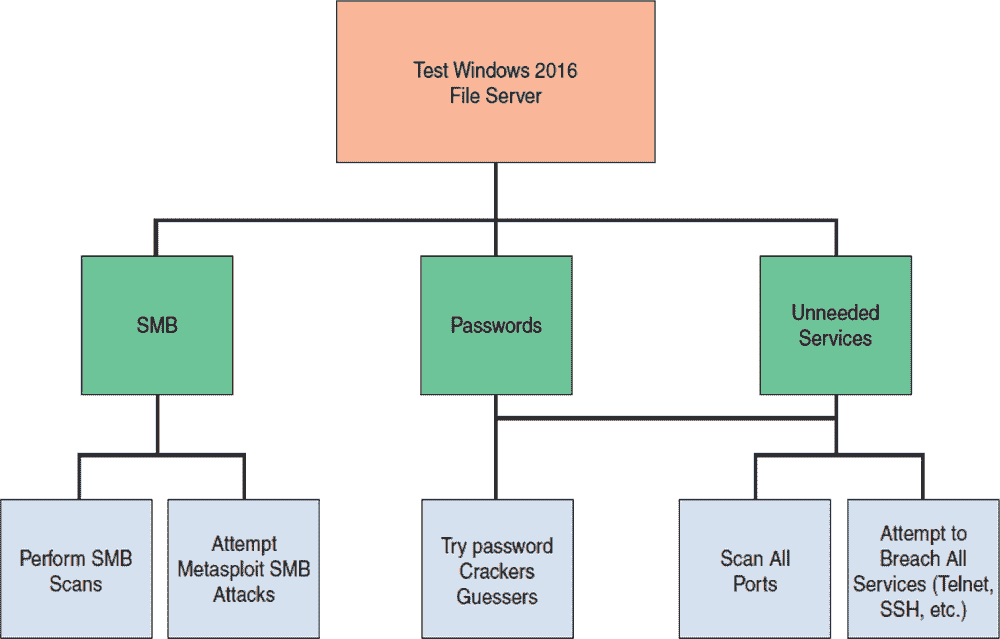 Test Windows 2016
File Server
SMB
Passwords
Unneeded
Services
Perform SMB
Scans
Attempt
Metasploit SMB
Attacks
Try password
Crackers
Guessers
Scan All
Ports
Attempt to
Breach All
Services (Telnet,
SSH, etc.)